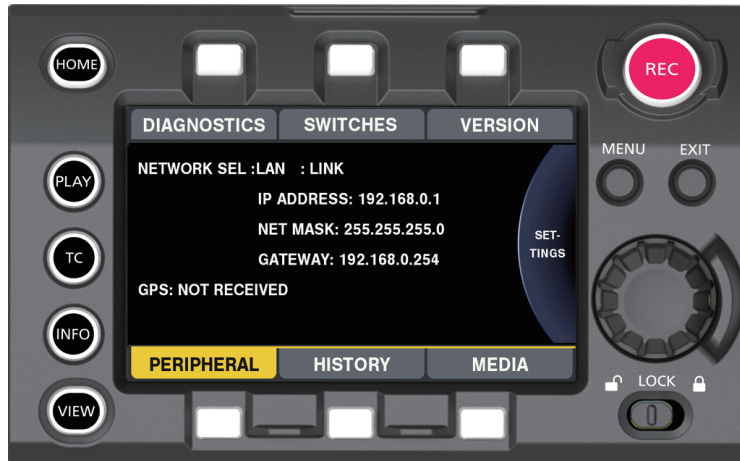 HOME
REC
DIAGNOSTICS SWITCHES VERSION
MENU EXIT
PLAY
NETWORK SEL :LAN : LINK
IP ADDRESS: 192.168.0.1
NET MASK: 255.255.255.0
GATEWAY: 192.168.0.254
GPS: NOT RECEIVED
SET-
TINGS
TC
INFO
PERIPHERAL HISTORY MEDIA
LOCK
VIEW
0